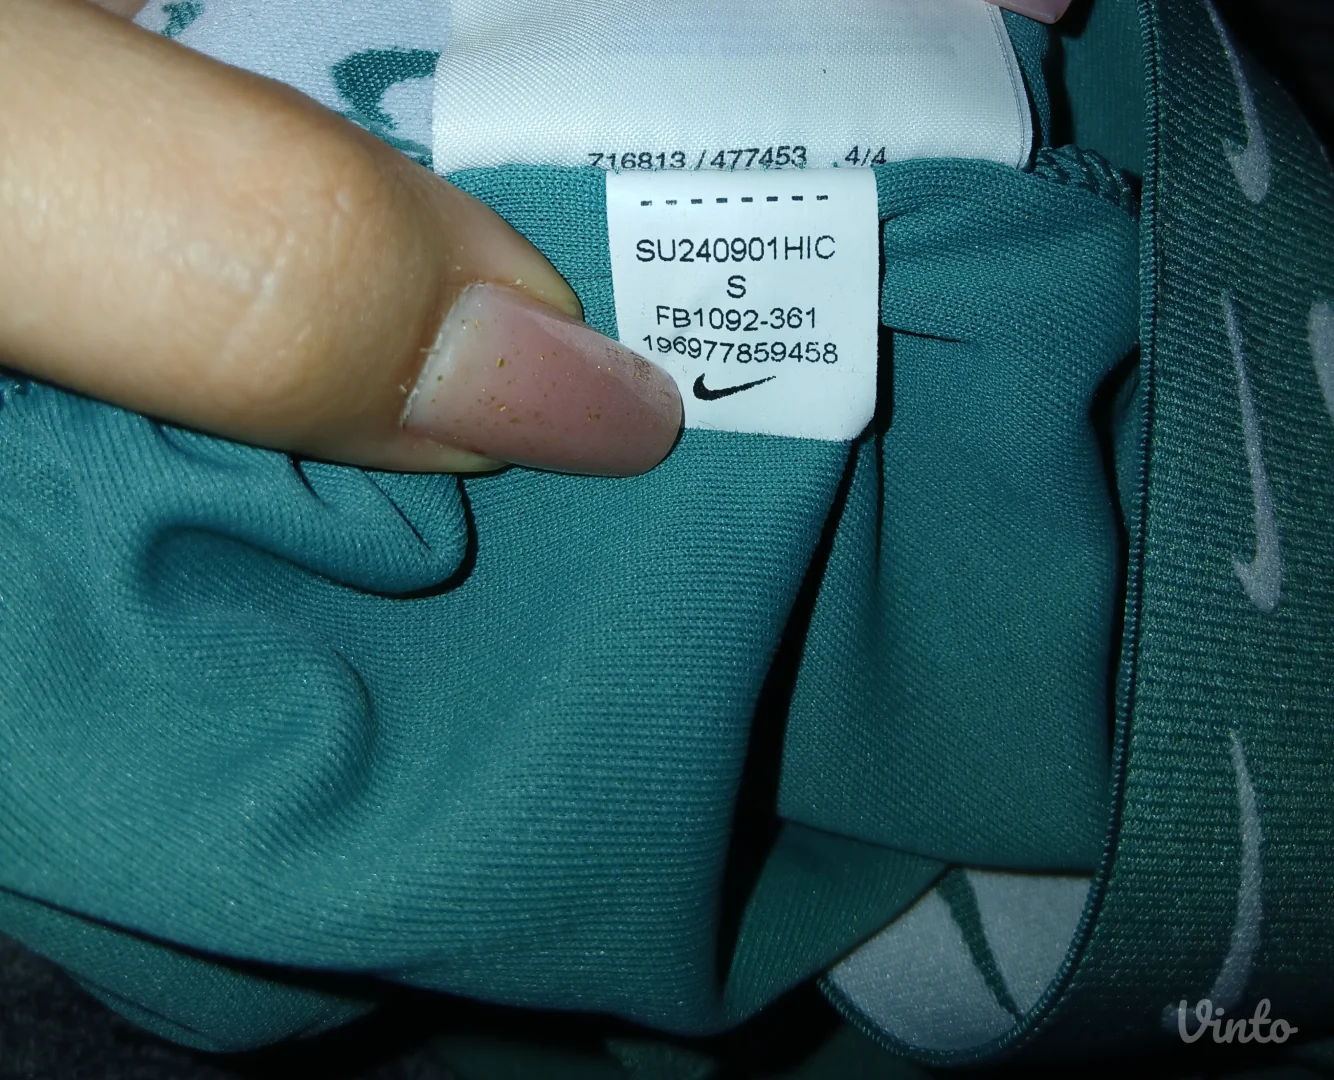 716813 / 477453 4/4
SU240901HIC
S
FB1092-361
196977859458
Vinto